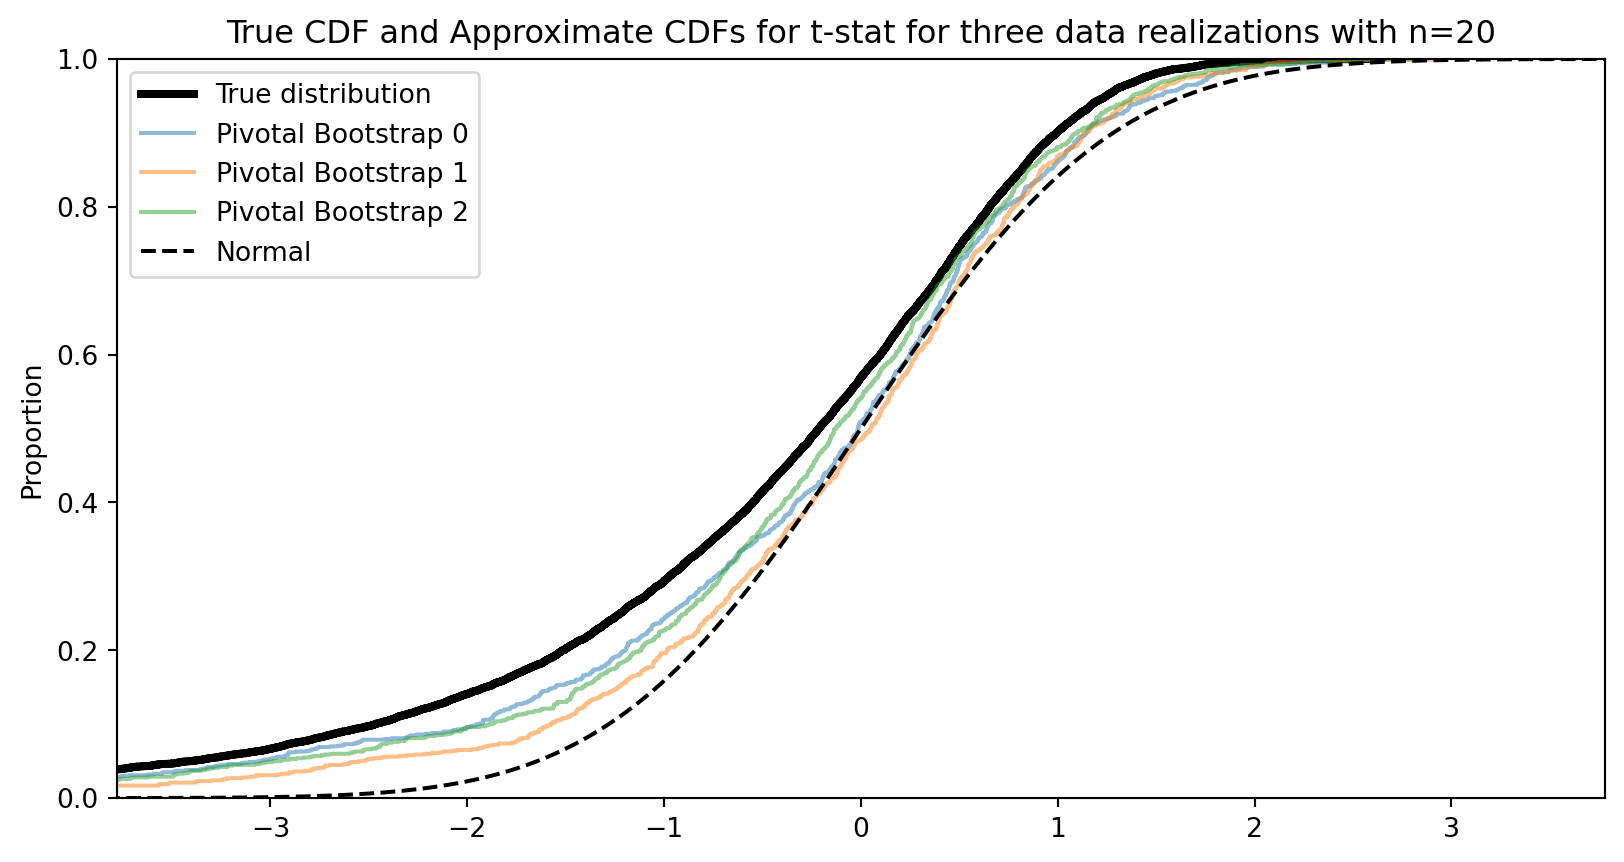 True CDF and Approximate CDFs for t-stat for three data realizations with n=20
1.0
0.8
0.6
0.4
0.2
0.0
Proportion
True distribution
Pivotal Bootstrap 0
Pivotal Bootstrap 1
Pivotal Bootstrap 2
Normal
−3
−2
−1
0
1
2
3